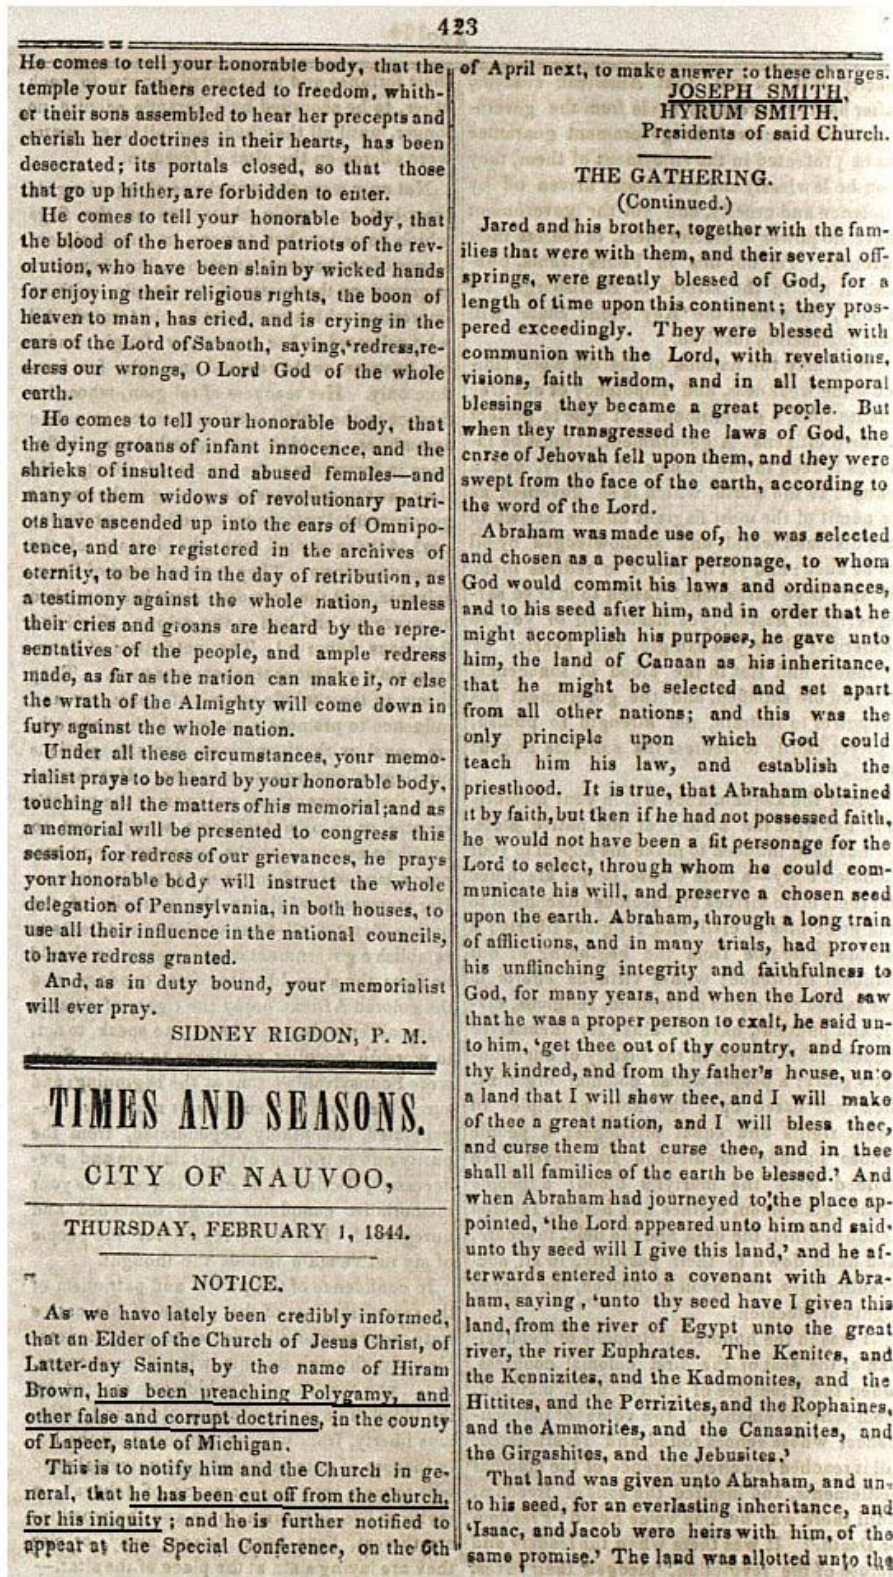 423
He comes to tell your honorable body, that the
temple your fathers erected to freedom, whith-
er their sons assembled to hear her precepts and
cherish her doctrines in their hearts, has been
desecrated; its portals closed, so that those
that go up hither, are forbidden to enter.
He comes to tell your honorable body, that
the blood of the heroes and patriots of the rev-
olution, who have been slain by wicked hands
for enjoying their religious rights, the boon of
heaven to man, has cried, and is crying in the
ears of the Lord of Sabaoth, saying, 'redress, re-
dress our wrongs, O Lord God of the whole
earth.
He comes to tell your honorable body, that
the dying groans of infant innocence, and the
shrieks of insulted and abused females—and
many of them widows of revolutionary patri-
ots have ascended up into the ears of Omnipo-
tence, and are registered in the archives of
eternity, to be had in the day of retribution, as
a testimony against the whole nation, unless
their cries and groans are heard by the repre-
sentatives of the people, and ample redress
made, as far as the nation can make it, or else
the wrath of the Almighty will come down in
fury against the whole nation.
Under all these circumstances, your memo-
rialist prays to be heard by your honorable body,
touching all the matters of his memorial; and as
a memorial will be presented to congress this
session, for redress of our grievances, he prays
your honorable body will instruct the whole
delegation of Pennsylvania, in both houses, to
use all their influence in the national councils,
to have redress granted.
And, as in duty bound, your memorialist
will ever pray.
SIDNEY RIGDON, P. M.
TIMES AND SEASONS.
CITY OF NAUVOO,
THURSDAY, FEBRUARY 1, 1844.
NOTICE.
As we have lately been credibly informed,
that an Elder of the Church of Jesus Christ, of
Latter-day Saints, by the name of Hiram
Brown, has been preaching Polygamy, and
other false and corrupt doctrines, in the county
of Lapeer, state of Michigan.
This is to notify him and the Church in ge-
neral, that he has been cut off from the church,
for his iniquity; and he is further notified to
appear at the Special Conference, on the 6th
of April next, to make answer to these charges.
JOSEPH SMITH,
HYRUM SMITH,
Presidents of said Church.
THE GATHERING.
(Continued.)
Jared and his brother, together with the fam-
ilies that were with them, and their several off-
springs, were greatly blessed of God, for a
length of time upon this continent; they pros-
pered exceedingly. They were blessed with
communion with the Lord, with revelations,
visions, faith wisdom, and in all temporal
blessings they became a great people. But
when they transgressed the laws of God, the
curse of Jehovah fell upon them, and they were
swept from the face of the earth, according to
the word of the Lord.
Abraham was made use of, he was selected
and chosen as a peculiar personage, to whom
God would commit his laws and ordinances,
and to his seed after him, and in order that he
might accomplish his purposes, he gave unto
him, the land of Canaan as his inheritance,
that he might be selected and set apart
from all other nations; and this was the
only principle upon which God could
teach him his law, and establish the
priesthood. It is true, that Abraham obtained
it by faith, but then if he had not possessed faith,
he would not have been a fit personage for the
Lord to select, through whom he could com-
municate his will, and preserve a chosen seed
upon the earth. Abraham, through a long train
of afflictions, and in many trials, had proven
his unflinching integrity and faithfulness to
God, for many years, and when the Lord saw
that he was a proper person to exalt, he said un-
to him, 'get thee out of thy country, and from
thy kindred, and from thy father's house, unto
a land that I will shew thee, and I will make
of thee a great nation, and I will bless thee,
and curse them that curse thee, and in thee
shall all families of the earth be blessed.' And
when Abraham had journeyed to the place ap-
pointed, 'the Lord appeared unto him and said·
unto thy seed will I give this land,' and he af-
terwards entered into a covenant with Abra-
ham, saying, 'unto thy seed have I given this
land, from the river of Egypt unto the great
river, the river Euphrates. The Kenites, and
the Kennizites, and the Kadmonites, and the
Hittites, and the Perrizites, and the Rophaines,
and the Ammorites, and the Canaanites, and
the Girgashites, and the Jebusites.'
That land was given unto Abraham, and un-
to his seed, for an everlasting inheritance, and
'Isaac, and Jacob were heirs with him, of the
same promise.' The land was allotted unto the